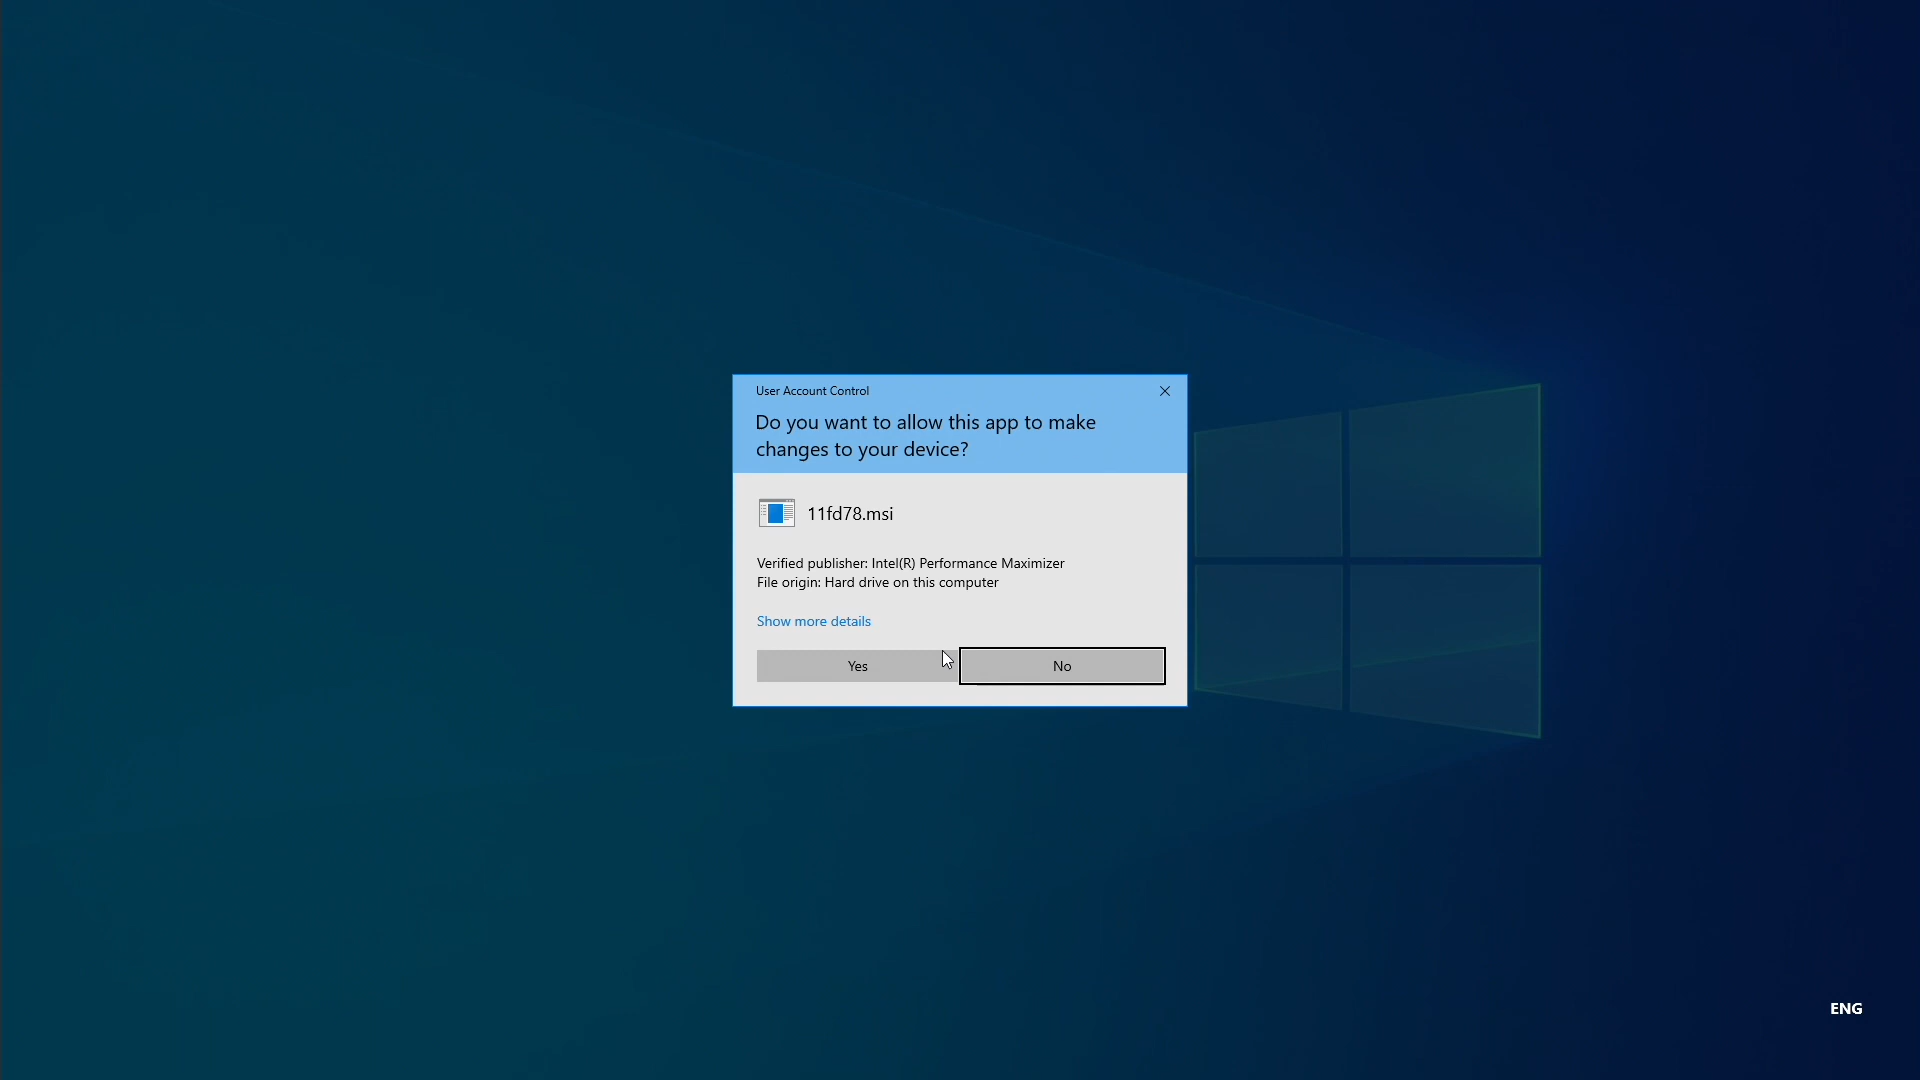 User Account Control
Do you want to allow this app to make
changes to your device?
11fd78.msi
Verified publisher: Intel(R) Performance Maximizer
File origin: Hard drive on this computer
Show more details
Yes
No
ENG